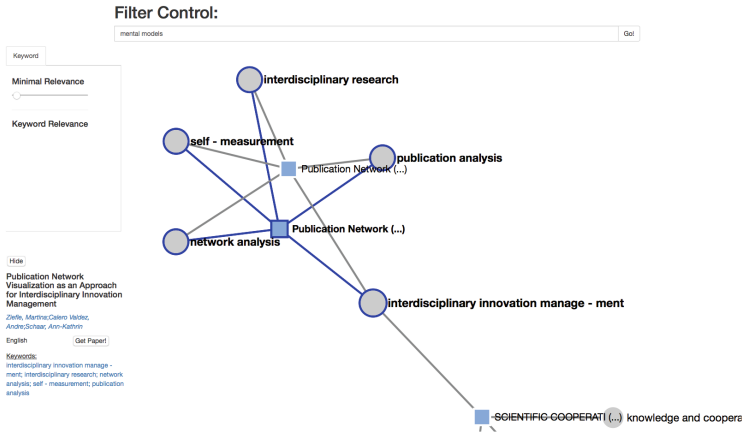 Filter Control:
mental models
Go!
Keyword
Minimal Relevance
Keyword Relevance
interdisciplinary research
self - measurement
publication analysis
Publication Network (...)
Publication Network (...)
network analysis
interdisciplinary innovation manage - ment
SCIENTIFIC COOPERATI (...)
knowledge and coopera
Hide
Publication Network
Visualization as an Approach
for Interdisciplinary Innovation
Management
Ziefle, Martina;Calero Valdez,
Andre;Schaar, Ann-Kathrin
English
Get Paper!
Keywords:
interdisciplinary innovation manage -
ment; interdisciplinary research; network
analysis; self - measurement; publication
analysis